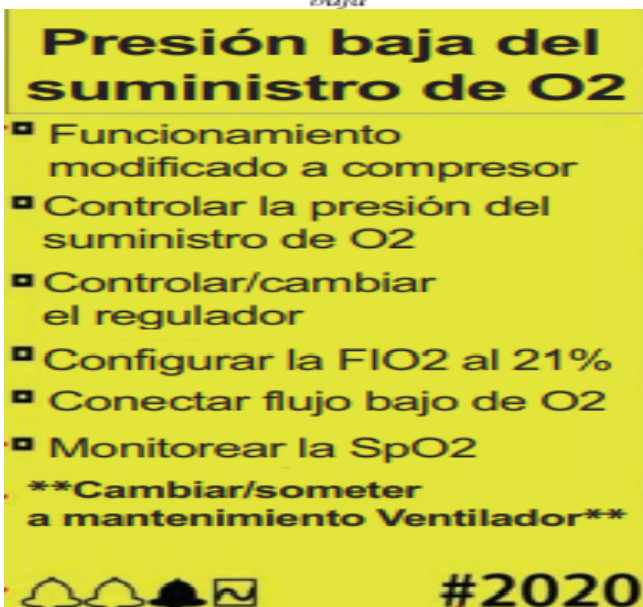 Presión baja del
suministro de O2
Funcionamiento
modificado a compresor
Controlar la presión del
suministro de O2
Controlar/cambiar
el regulador
Configurar la FIO2 al 21%
Conectar flujo bajo de O2
Monitorear la SpO2
**Cambiar/someter
a mantenimiento Ventilador**
#2020